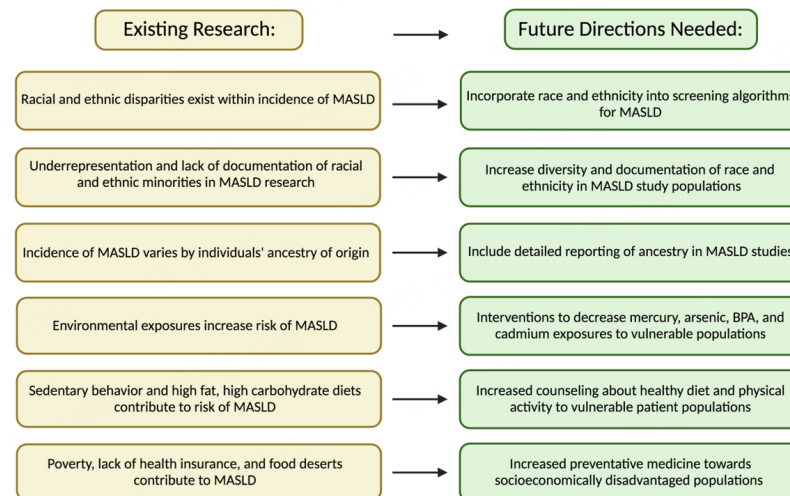 Existing Research:
Future Directions Needed:
Racial and ethnic disparities exist within incidence of MASLD
Incorporate race and ethnicity into screening algorithms
for MASLD
Underrepresentation and lack of documentation of racial
and ethnic minorities in MASLD research
Increase diversity and documentation of race and
ethnicity in MASLD study populations
Incidence of MASLD varies by individuals' ancestry of origin
Include detailed reporting of ancestry in MASLD studies
Environmental exposures increase risk of MASLD
Interventions to decrease mercury, arsenic, BPA, and
cadmium exposures to vulnerable populations
Sedentary behavior and high fat, high carbohydrate diets
contribute to risk of MASLD
Increased counseling about healthy diet and physical
activity to vulnerable patient populations
Poverty, lack of health insurance, and food deserts
contribute to MASLD
Increased preventative medicine towards
socioeconomically disadvantaged populations